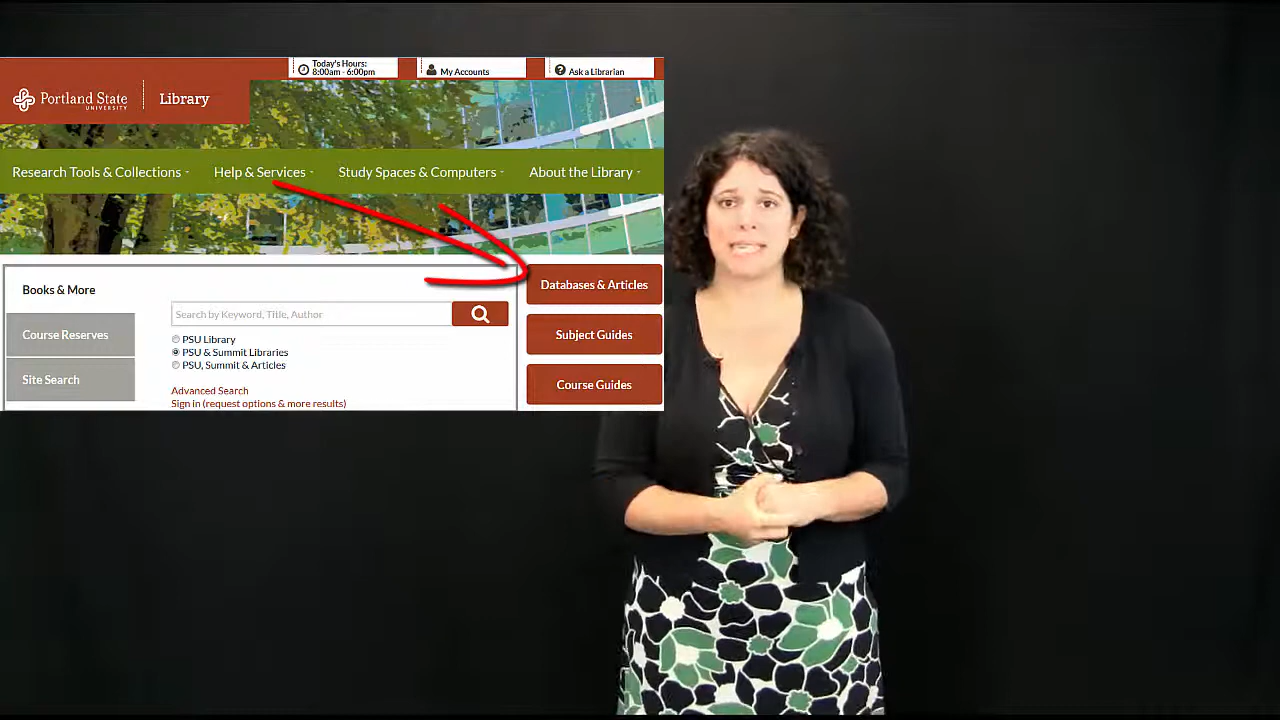 Today's Hours:
8:00am - 6:00pm
My Accounts
Ask a Librarian
Portland State
UNIVERSITY
Library
Research Tools & Collections
Help & Services
Study Spaces & Computers
About the Library
Books & More
Course Reserves
Site Search
Search by Keyword, Title, Author
PSU Library
PSU & Summit Libraries
PSU, Summit & Articles
Advanced Search
Sign in (request options & more results)
Databases & Articles
Subject Guides
Course Guides